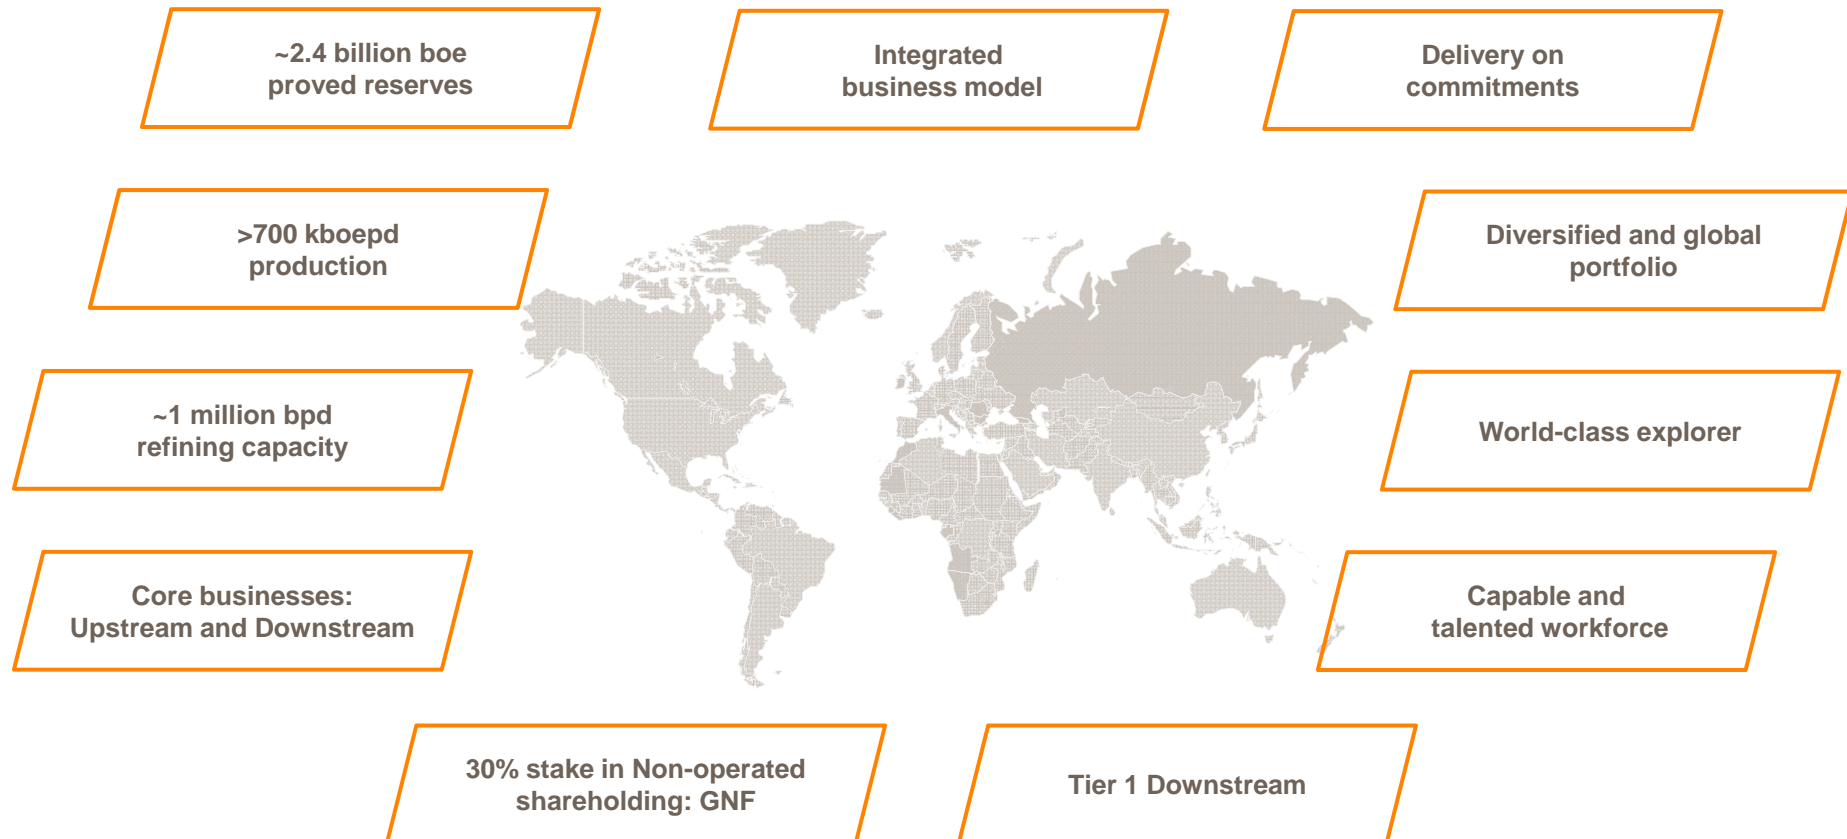 ~2.4 billion boe
proved reserves
Integrated
business model
Delivery on
commitments
>700 kboepd
production
Diversified and global
portfolio
~1 million bpd
refining capacity
World-class explorer
Core businesses:
Upstream and Downstream
Capable and
talented workforce
30% stake in Non-operated
shareholding: GNF
Tier 1 Downstream